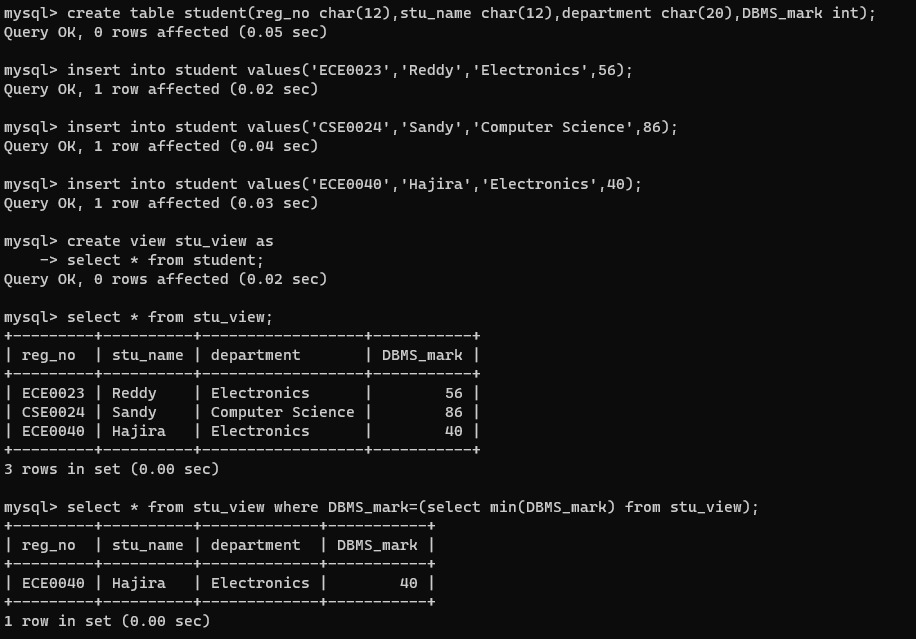 mysql> create table student(reg_no char(12),stu_name char(12),department char(20),DBMS_mark int);
Query OK, 0 rows affected (0.05 sec)

mysql> insert into student values('ECE0023','Reddy','Electronics',56);
Query OK, 1 row affected (0.02 sec)

mysql> insert into student values('CSE0024','Sandy','Computer Science',86);
Query OK, 1 row affected (0.04 sec)

mysql> insert into student values('ECE0040','Hajira','Electronics',40);
Query OK, 1 row affected (0.03 sec)

mysql> create view stu_view as
    -> select * from student;
Query OK, 0 rows affected (0.02 sec)

mysql> select * from stu_view;
+---------+----------+------------------+-----------+
| reg_no  | stu_name | department       | DBMS_mark |
+---------+----------+------------------+-----------+
| ECE0023 | Reddy    | Electronics      |        56 |
| CSE0024 | Sandy    | Computer Science |        86 |
| ECE0040 | Hajira   | Electronics      |        40 |
+---------+----------+------------------+-----------+
3 rows in set (0.00 sec)

mysql> select * from stu_view where DBMS_mark=(select min(DBMS_mark) from stu_view);
+---------+----------+-------------+-----------+
| reg_no  | stu_name | department  | DBMS_mark |
+---------+----------+-------------+-----------+
| ECE0040 | Hajira   | Electronics |        40 |
+---------+----------+-------------+-----------+
1 row in set (0.00 sec)